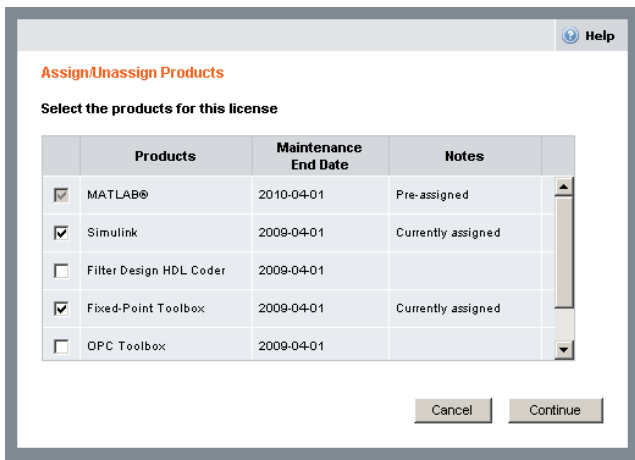 Help
Assign/Unassign Products
Select the products for this license
Products Maintenance End Date Notes
MATLAB® 2010-04-01 Pre-assigned
Simulink 2009-04-01 Currently assigned
Filter Design HDL Coder 2009-04-01
Fixed-Point Toolbox 2009-04-01 Currently assigned
OPC Toolbox 2009-04-01
Cancel Continue